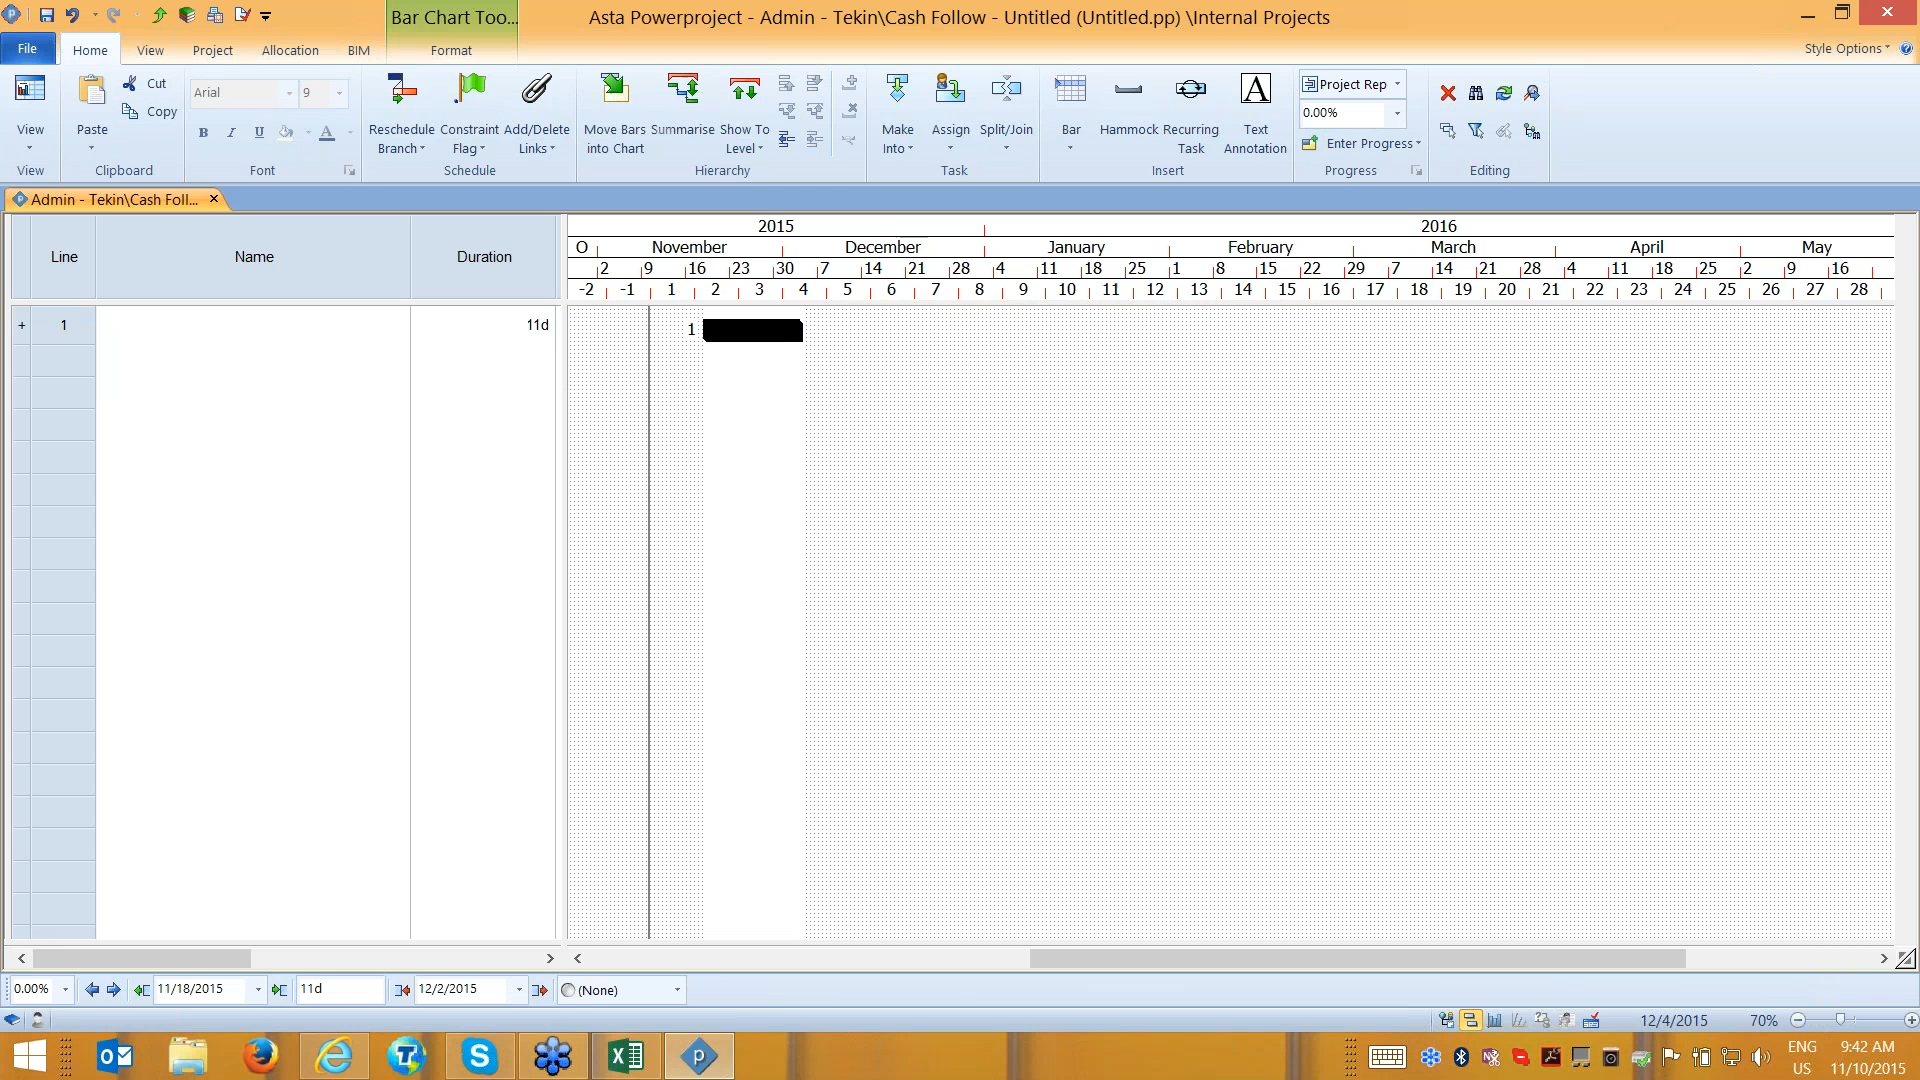 Bar Chart Too...
Asta Powerproject - Admin - Tekin\Cash Follow - Untitled (Untitled.pp) \Internal Projects
File
Home
View
Project
Allocation
BIM
Format
Style Options
View
View
Paste
Cut
Copy
Clipboard
Arial
9
B I U A
Font
Reschedule Branch
Constraint Flag
Add/Delete Links
Schedule
Move Bars into Chart
Summarise
Show To Level
Hierarchy
Make Into
Assign
Split/Join
Task
Bar
Hammock
Recurring Task
A
Text Annotation
Insert
Project Rep
0.00%
Enter Progress
Progress
Editing
Admin - Tekin\Cash Foll...
Line
Name
Duration
2015 2016
O November December January February March April May
2 9 16 23 30 7 14 21 28 4 11 18 25 1 8 15 22 29 7 14 21 28 4 11 18 25 2 9 16
-2 -1 1 2 3 4 5 6 7 8 9 10 11 12 13 14 15 16 17 18 19 20 21 22 23 24 25 26 27 28
+ 1 11d
1
0.00% 11/18/2015 11d 12/2/2015 (None)
12/4/2015 70%
ENG 9:42 AM
US 11/10/2015